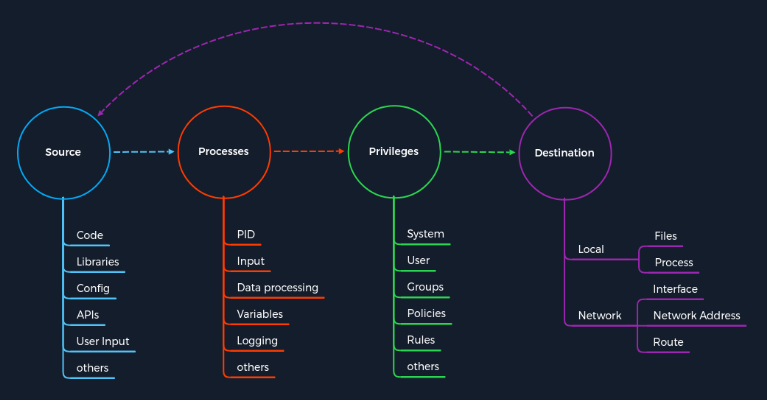 Source
Processes
Privileges
Destination
Code
Libraries
Config
APIs
User Input
others
PID
Input
Data processing
Variables
Logging
others
System
User
Groups
Policies
Rules
others
Local
Files
Process
Network
Interface
Network Address
Route